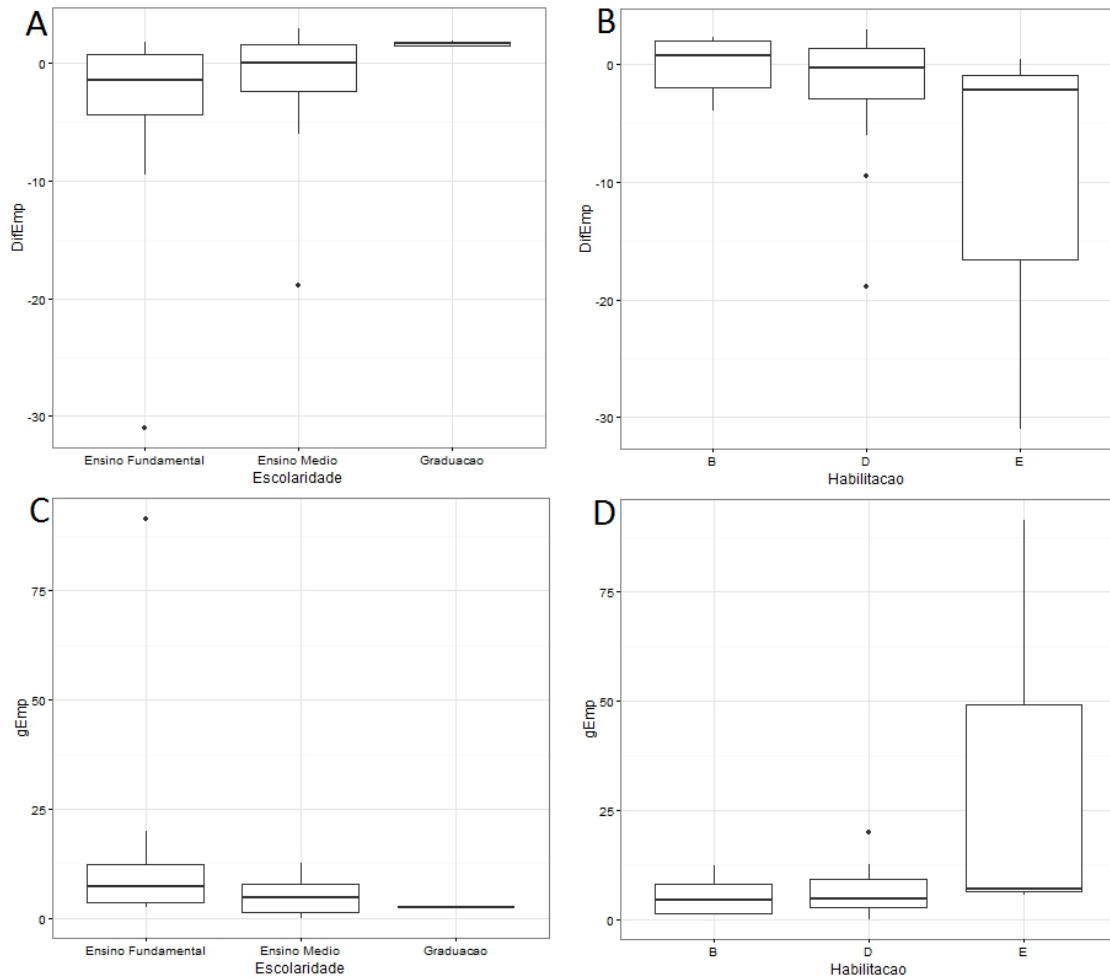 A
DifEmp
0
-10
-20
-30
Ensino Fundamental Ensino Medio Graduacao
Escolaridade
B
DifEmp
0
-10
-20
-30
B D E
Habilitacao
C
gEmp
75
50
25
0
Ensino Fundamental Ensino Medio Graduacao
Escolaridade
D
gEmp
75
50
25
0
B D E
Habilitacao